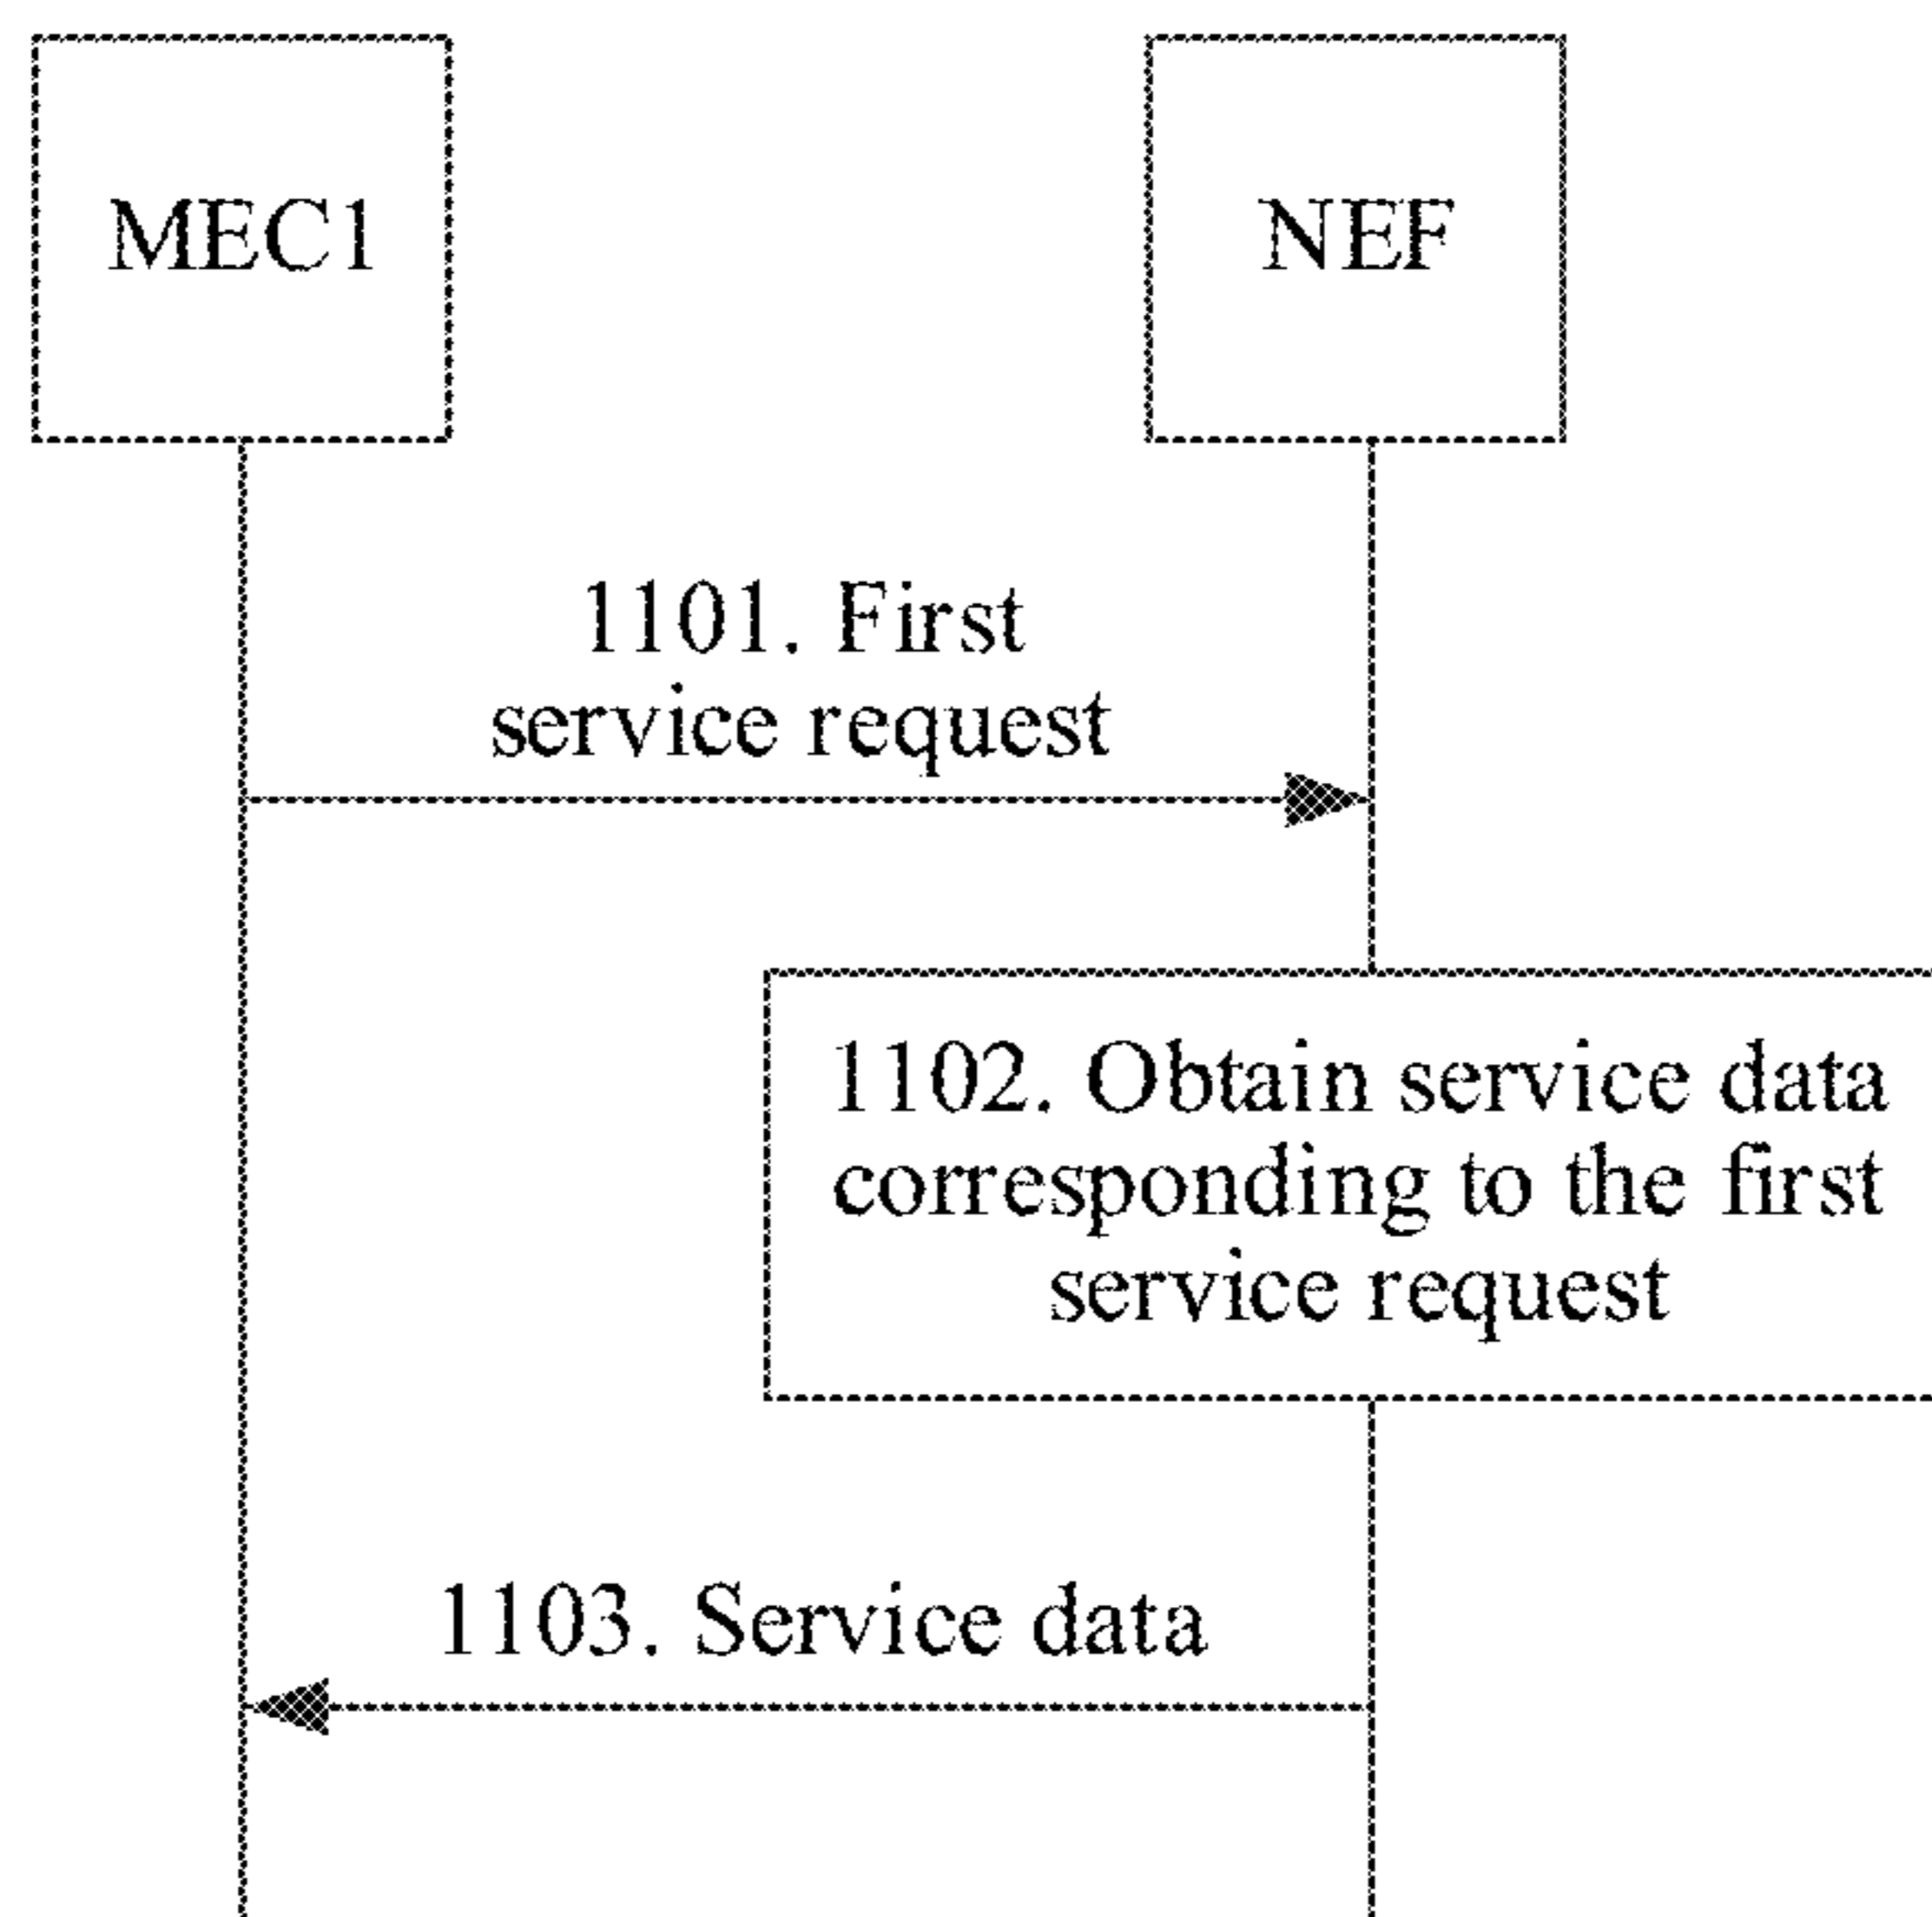 MEC1
NEF
1101. First
service request
1102. Obtain service data
corresponding to the first
service request
1103. Service data